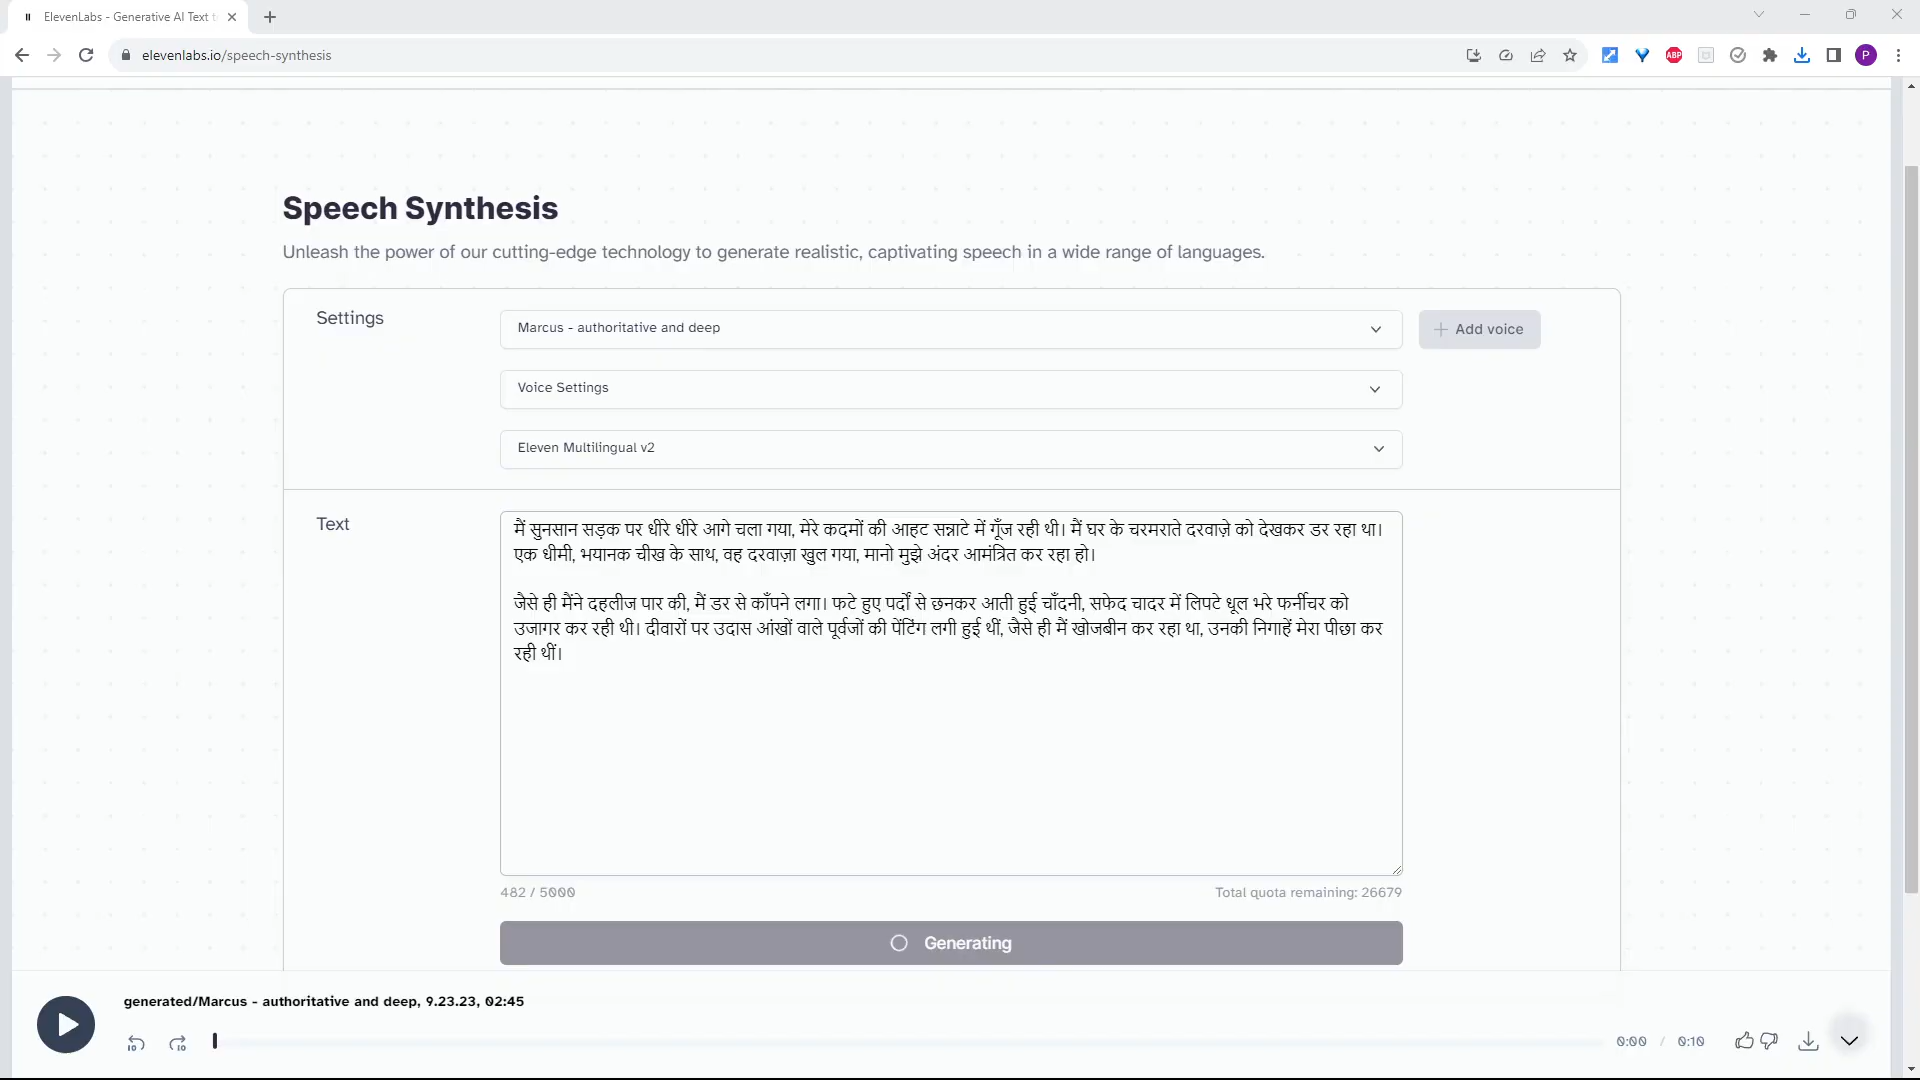 ElevenLabs - Generative AI Text t
elevenlabs.io/speech-synthesis
ABP
P
Speech Synthesis
Unleash the power of our cutting-edge technology to generate realistic, captivating speech in a wide range of languages.
Settings
Marcus - authoritative and deep
Add voice
Voice Settings
Eleven Multilingual v2
Text
मैं सुनसान सड़क पर धीरे धीरे आगे चला गया, मेरे कदमों की आहट सन्नाटे में गूँज रही थी। मैं घर के चरमराते दरवाज़े को देखकर डर रहा था।
एक धीमी, भयानक चीख के साथ, वह दरवाज़ा खुल गया, मानो मुझे अंदर आमंत्रित कर रहा हो।
जैसे ही मैंने दहलीज पार की, मैं डर से काँपने लगा। फटे हुए पर्दों से छनकर आती हुई चाँदनी, सफेद चादर में लिपटे धूल भरे फर्नीचर को
उजागर कर रही थी। दीवारों पर उदास आंखों वाले पूर्वजों की पेंटिंग लगी हुई थीं, जैसे ही मैं खोजबीन कर रहा था, उनकी निगाहें मेरा पीछा कर
रही थीं।
482 / 5000
Total quota remaining: 26679
Generating
generated/Marcus - authoritative and deep, 9.23.23, 02:45
10
10
0:00 / 0:10